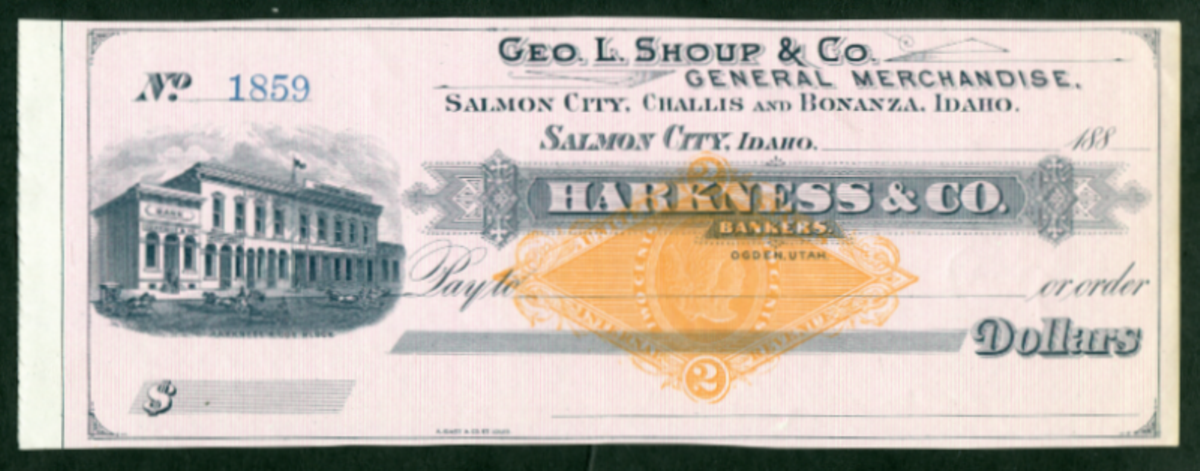 GEO. L. SHOUP & CO.
GENERAL MERCHANDISE,
SALMON CITY, CHALLIS AND BONANZA, IDAHO.
No. 1859
SALMON CITY, IDAHO. 188
HARKNESS & CO.
BANKERS.
OGDEN, UTAH.
BANK
Pay to or order
Dollars
2
$